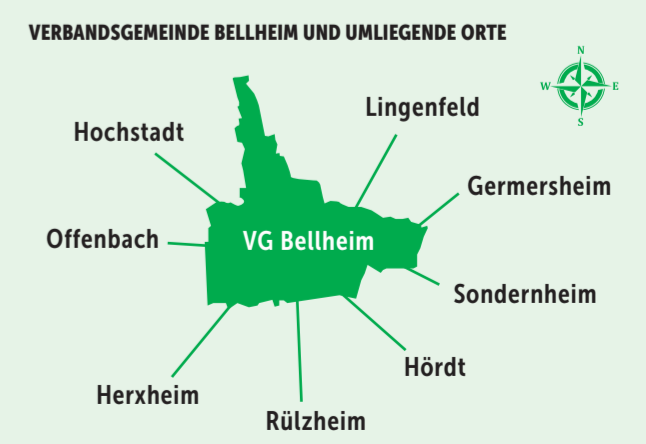 VERBANDSGEMEINDE BELLHEIM UND UMLIEGENDE ORTE
N
W E
S
Lingenfeld
Hochstadt
Germersheim
Offenbach
VG Bellheim
Sondernheim
Hördt
Herxheim
Rülzheim